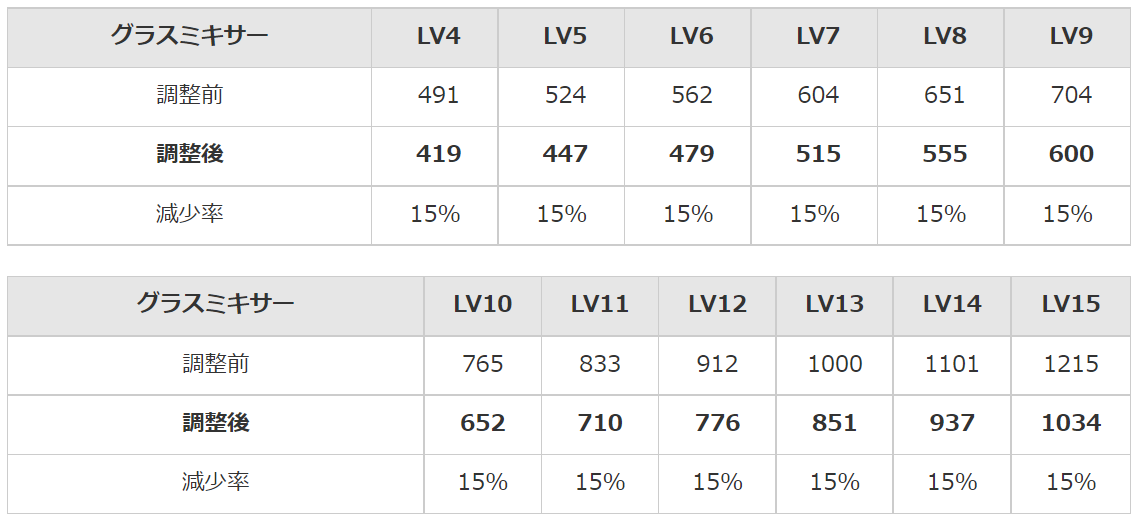 グラスミキサー LV4 LV5 LV6 LV7 LV8 LV9
調整前 491 524 562 604 651 704
調整後 419 447 479 515 555 600
減少率 15% 15% 15% 15% 15% 15%
グラスミキサー LV10 LV11 LV12 LV13 LV14 LV15
調整前 765 833 912 1000 1101 1215
調整後 652 710 776 851 937 1034
減少率 15% 15% 15% 15% 15% 15%